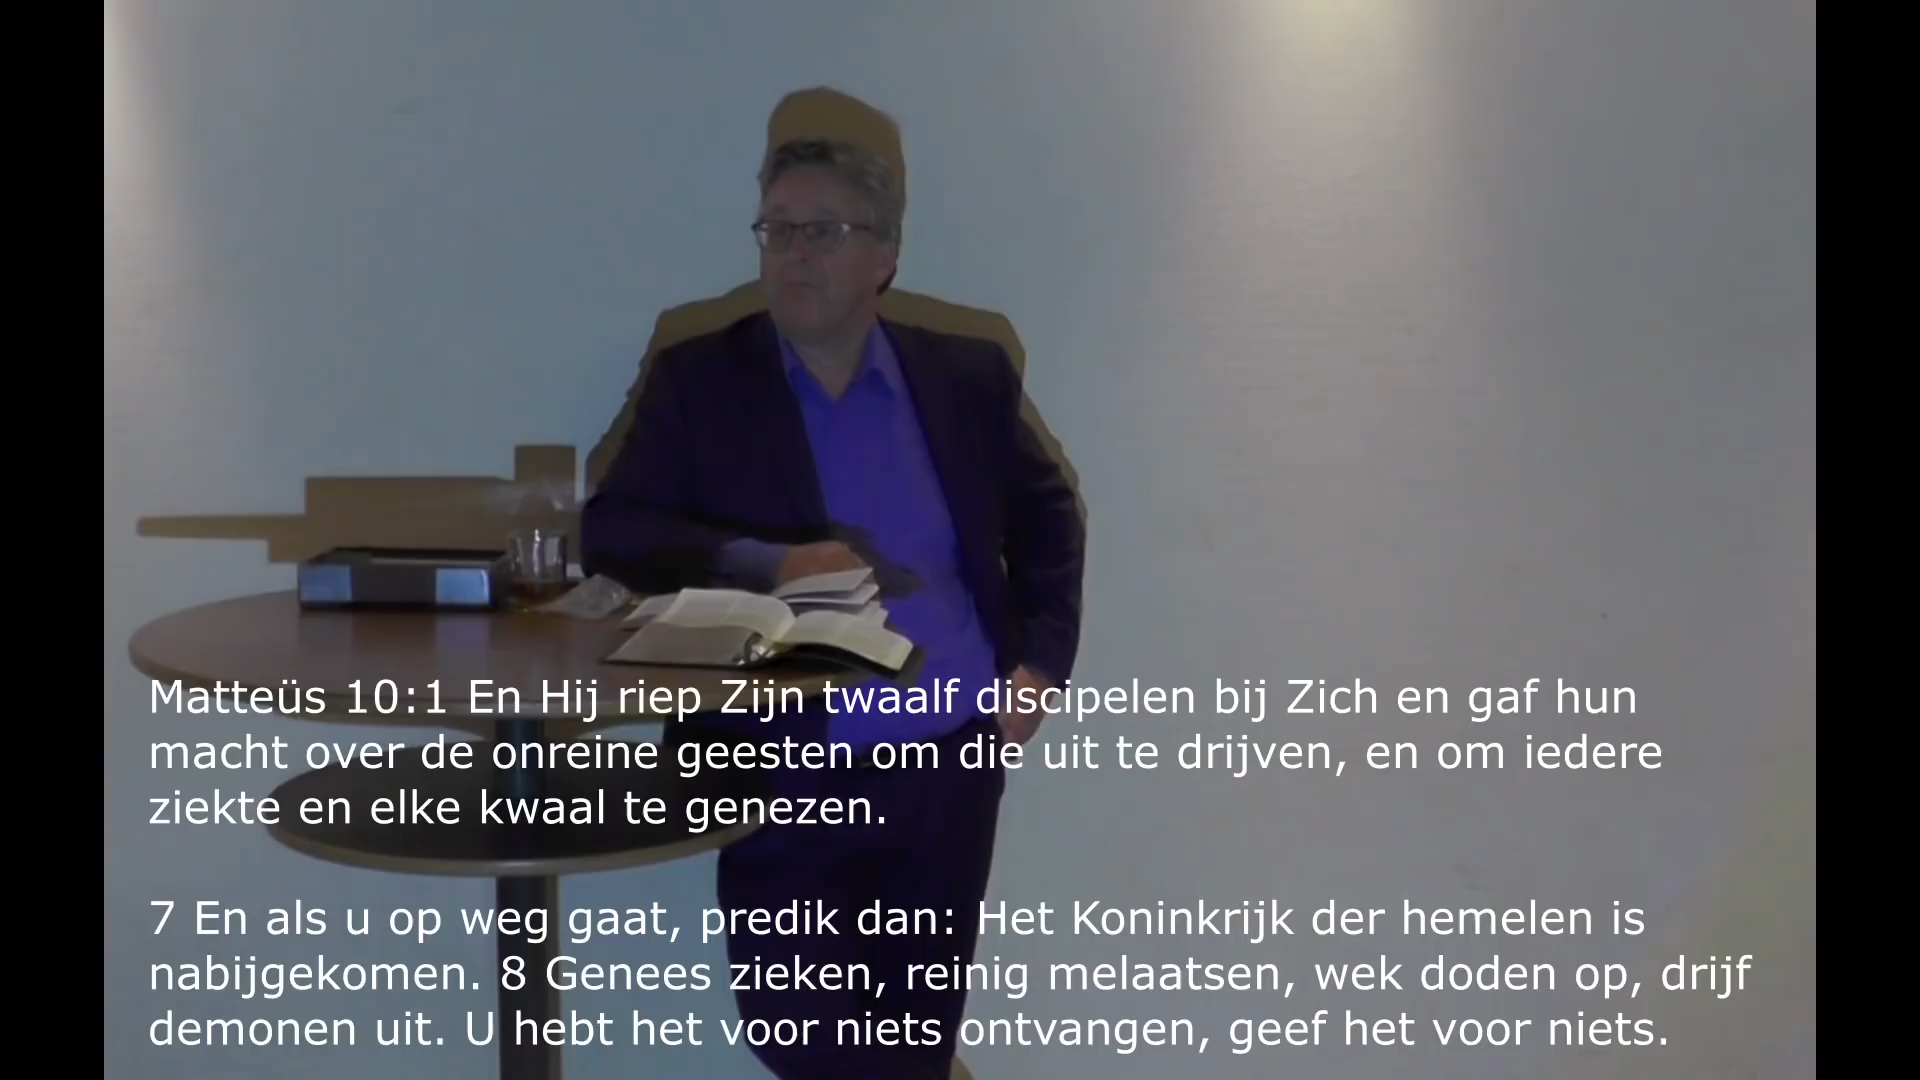 Matteüs 10:1 En Hij riep Zijn twaalf discipelen bij Zich en gaf hun
macht over de onreine geesten om die uit te drijven, en om iedere
ziekte en elke kwaal te genezen.
7 En als u op weg gaat, predik dan: Het Koninkrijk der hemelen is
nabijgekomen. 8 Genees zieken, reinig melaatsen, wek doden op, drijf
demonen uit. U hebt het voor niets ontvangen, geef het voor niets.